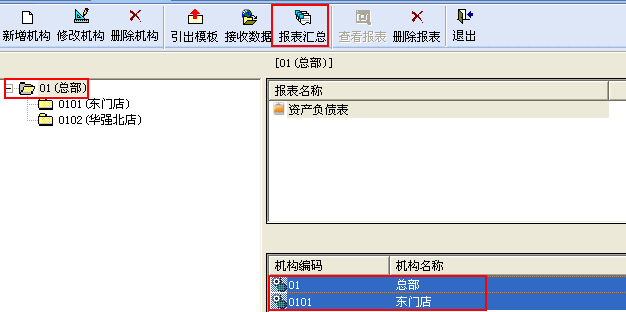 新增机构 修改机构 删除机构 引出模板 接收数据 报表汇总 查看报表 删除报表 退出
[01(总部)]
01(总部)
0101(东门店)
0102(华强北店)
报表名称
资产负债表
机构编码 机构名称
01 总部
0101 东门店